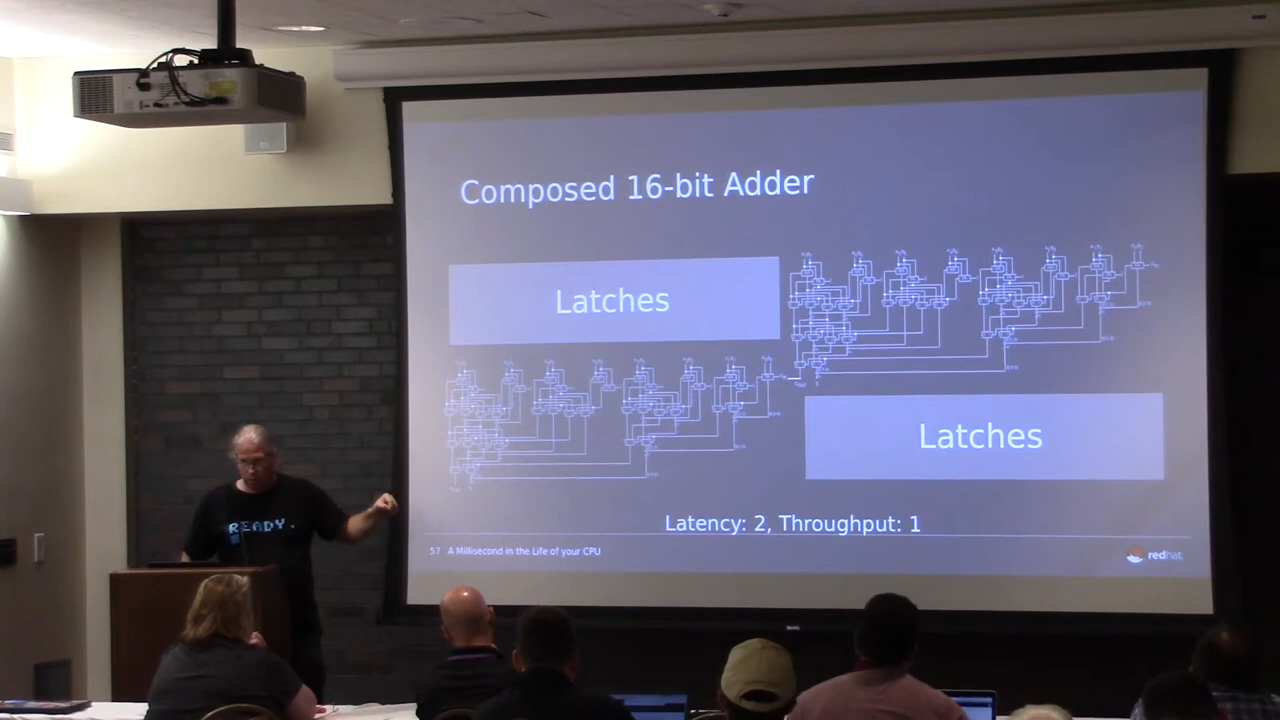 Composed 16-bit Adder
Latches
Latches
Latency: 2, Throughput: 1
57 A Millisecond in the Life of your CPU
redhat
READY.